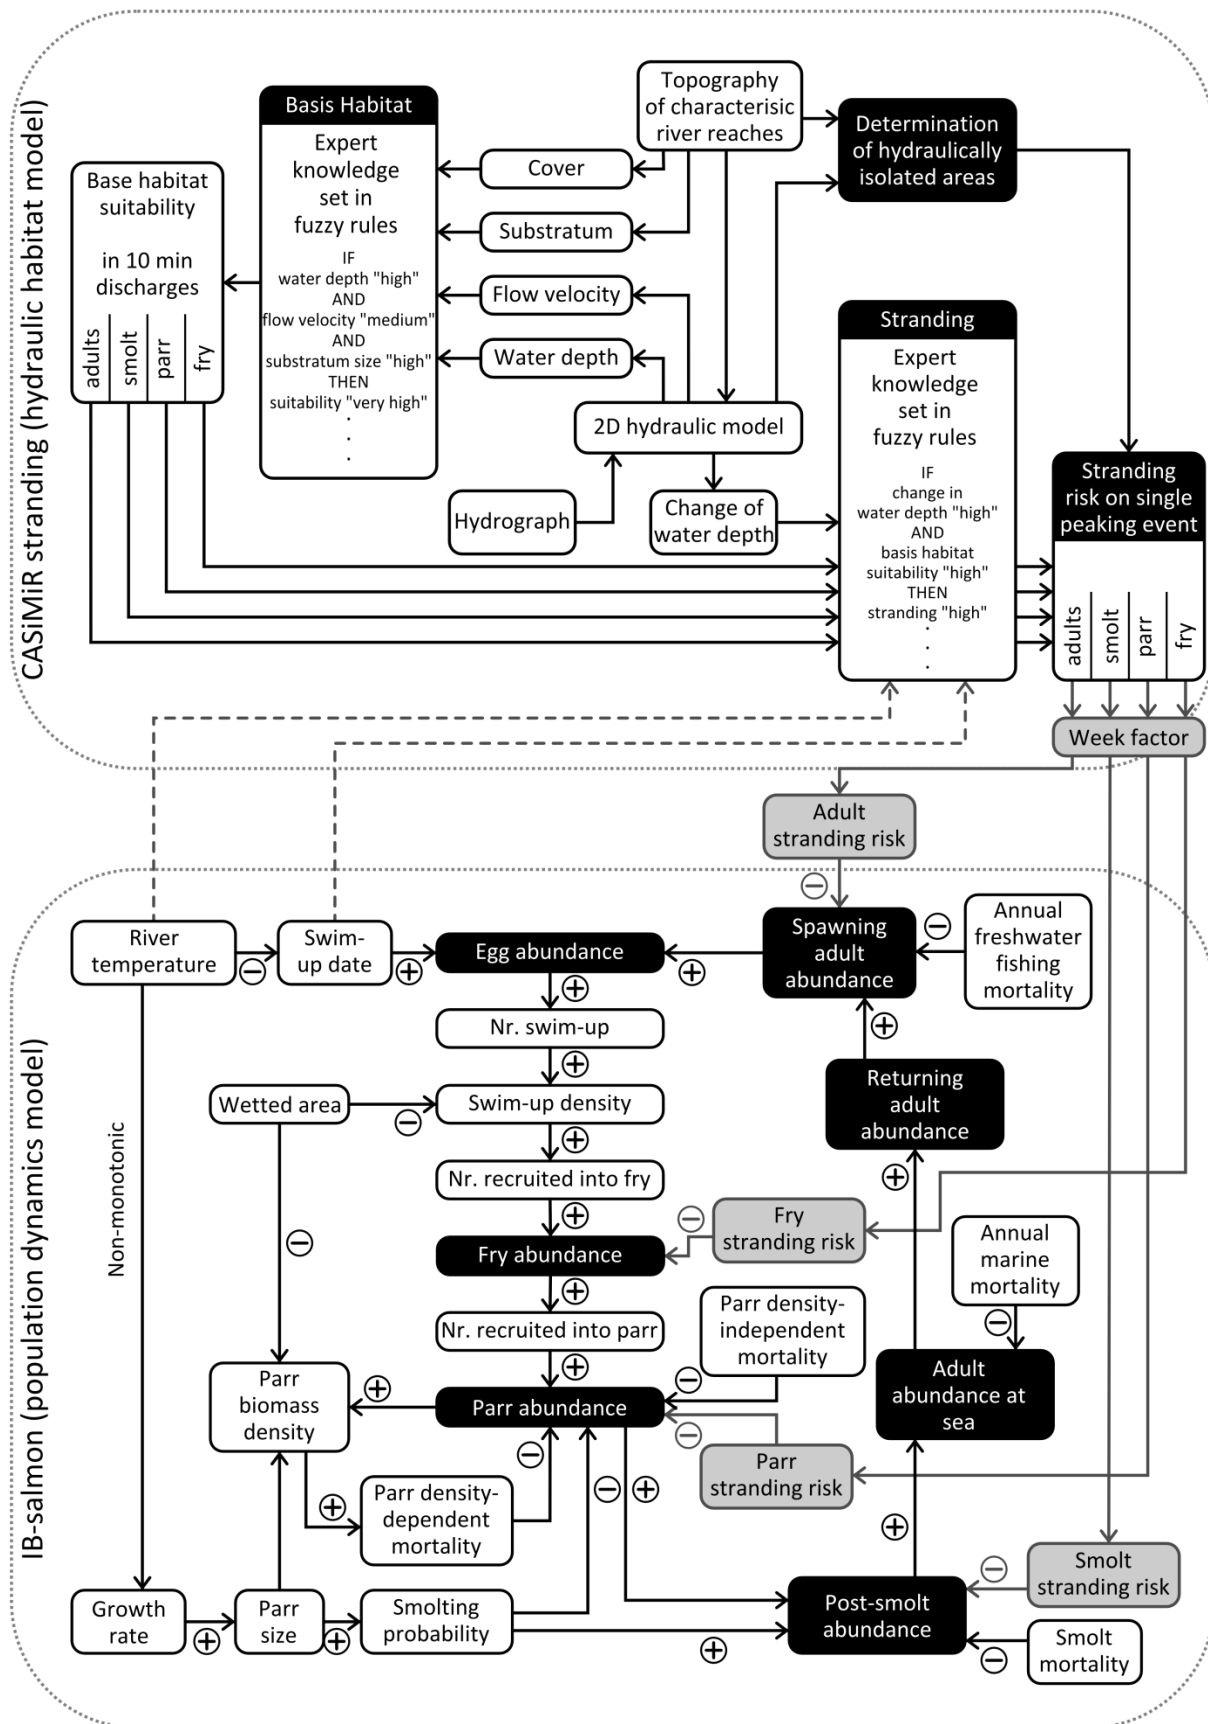 CASiMiR stranding (hydraulic habitat model)
Topography
of characterisic
river reaches
Basis Habitat
Expert
knowledge
set in
fuzzy rules
IF
water depth "high"
AND
flow velocity "medium"
AND
substratum size "high"
THEN
suitability "very high"
.
.
.
Determination
of hydraulically
isolated areas
Base habitat
suitability
in 10 min
discharges
adults
smolt
parr
fry
Cover
Substratum
Flow velocity
Water depth
2D hydraulic model
Hydrograph
Change of
water depth
Stranding
Expert
knowledge
set in
fuzzy rules
IF
change in
water depth "high"
AND
basis habitat
suitability "high"
THEN
stranding "high"
.
.
.
Stranding
risk on single
peaking event
adults
smolt
parr
fry
Week factor
Adult
stranding risk
−
IB-salmon (population dynamics model)
River
temperature
−
Swim-
up date
+
Egg abundance
+
Spawning
adult
abundance
−
Annual
freshwater
fishing
mortality
+
Nr. swim-up
+
+
Returning
adult
abundance
Wetted area
−
Swim-up density
+
Nr. recruited into fry
+
+
Non-monotonic
−
Fry abundance
−
Fry
stranding risk
Annual
marine
mortality
−
+
Nr. recruited into parr
+
Parr density-
independent
mortality
−
Adult
abundance at
sea
Parr
biomass
density
+
Parr abundance
−
Parr
stranding risk
−
−
+
+
Parr density-
dependent
mortality
+
−
Smolt
stranding risk
Growth
rate
+
Parr
size
+
Smolting
probability
+
Post-smolt
abundance
−
Smolt
mortality